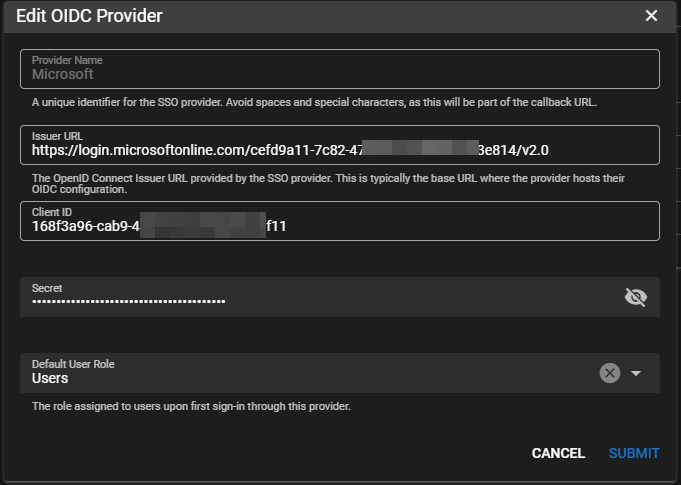 Edit OIDC Provider
Provider Name
Microsoft
A unique identifier for the SSO provider. Avoid spaces and special characters, as this will be part of the callback URL.
Issuer URL
https://login.microsoftonline.com/cefd9a11-7c82-47 3e814/v2.0
The OpenID Connect Issuer URL provided by the SSO provider. This is typically the base URL where the provider hosts their
OIDC configuration.
Client ID
168f3a96-cab9-4 f11
Secret
Default User Role
Users
The role assigned to users upon first sign-in through this provider.
CANCEL SUBMIT